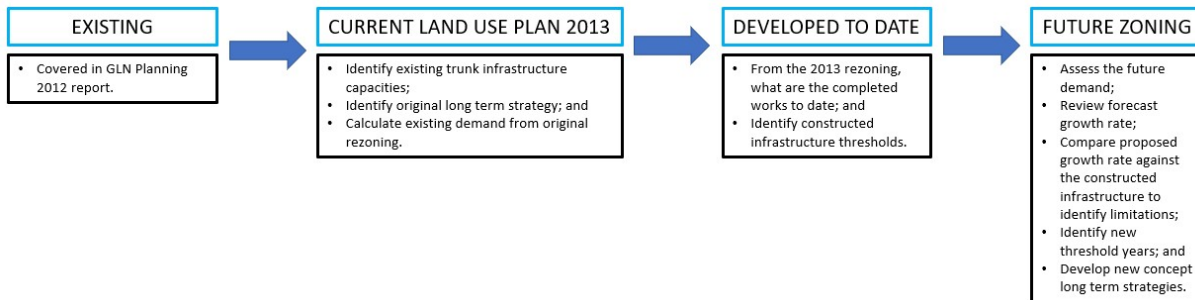 EXISTING
• Covered in GLN Planning
2012 report.
CURRENT LAND USE PLAN 2013
• Identify existing trunk infrastructure
capacities;
• Identify original long term strategy; and
• Calculate existing demand from original
rezoning.
DEVELOPED TO DATE
• From the 2013 rezoning,
what are the completed
works to date; and
• Identify constructed
infrastructure thresholds.
FUTURE ZONING
• Assess the future
demand;
• Review forecast
growth rate;
• Compare proposed
growth rate against
the constructed
infrastructure to
identify limitations;
• Identify new
threshold years; and
• Develop new concept
long term strategies.